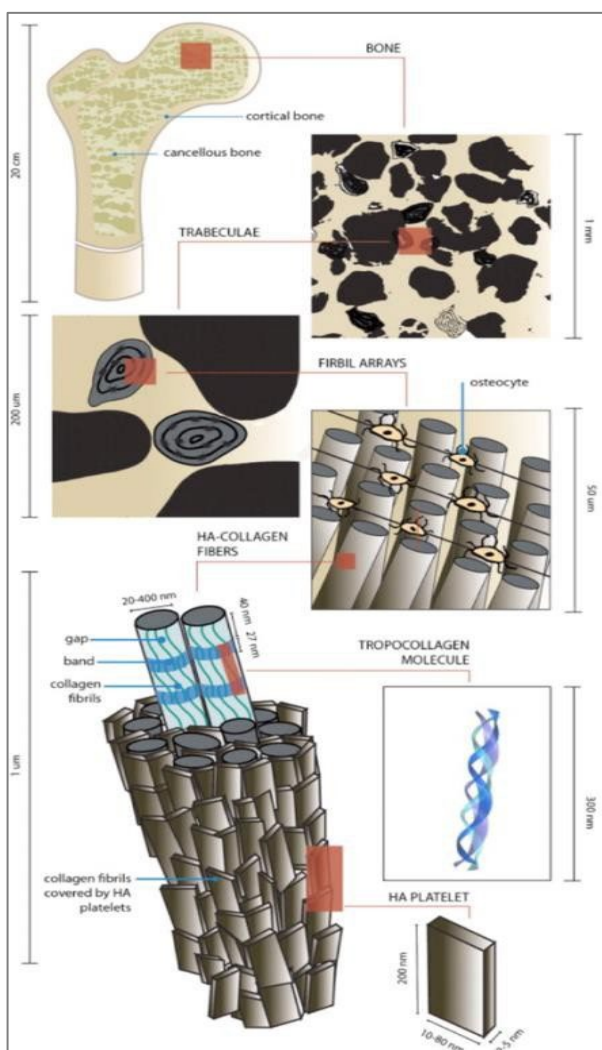 BONE
cortical bone
cancellous bone
20 cm
1 mm
TRABECULAE
200 um
FIRBIL ARRAYS
osteocyte
50 um
HA-COLLAGEN
FIBERS
20-400 nm
40 nm
27 nm
gap
band
collagen
fibrils
TROPOCOLLAGEN
MOLECULE
300 nm
1 um
collagen fibrils
covered by HA
platelets
HA PLATELET
200 nm
10-80 nm
-5 nm